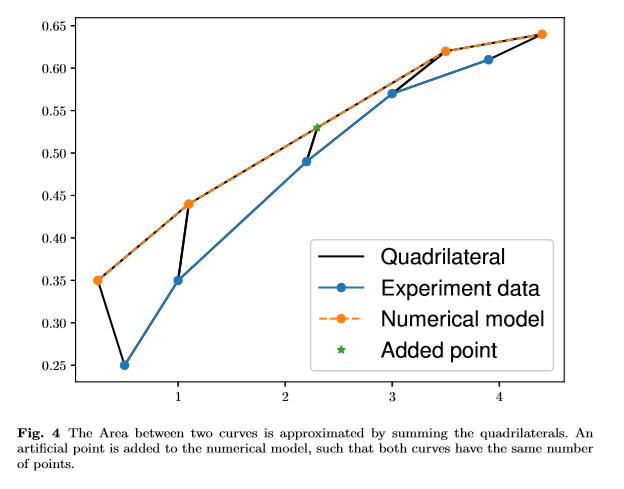 0.65
0.60
0.55
0.50
0.45
0.40
0.35
0.30
0.25
1 2 3 4
Quadrilateral
Experiment data
Numerical model
Added point
Fig. 4 The Area between two curves is approximated by summing the quadrilaterals. An
artificial point is added to the numerical model, such that both curves have the same number
of points.